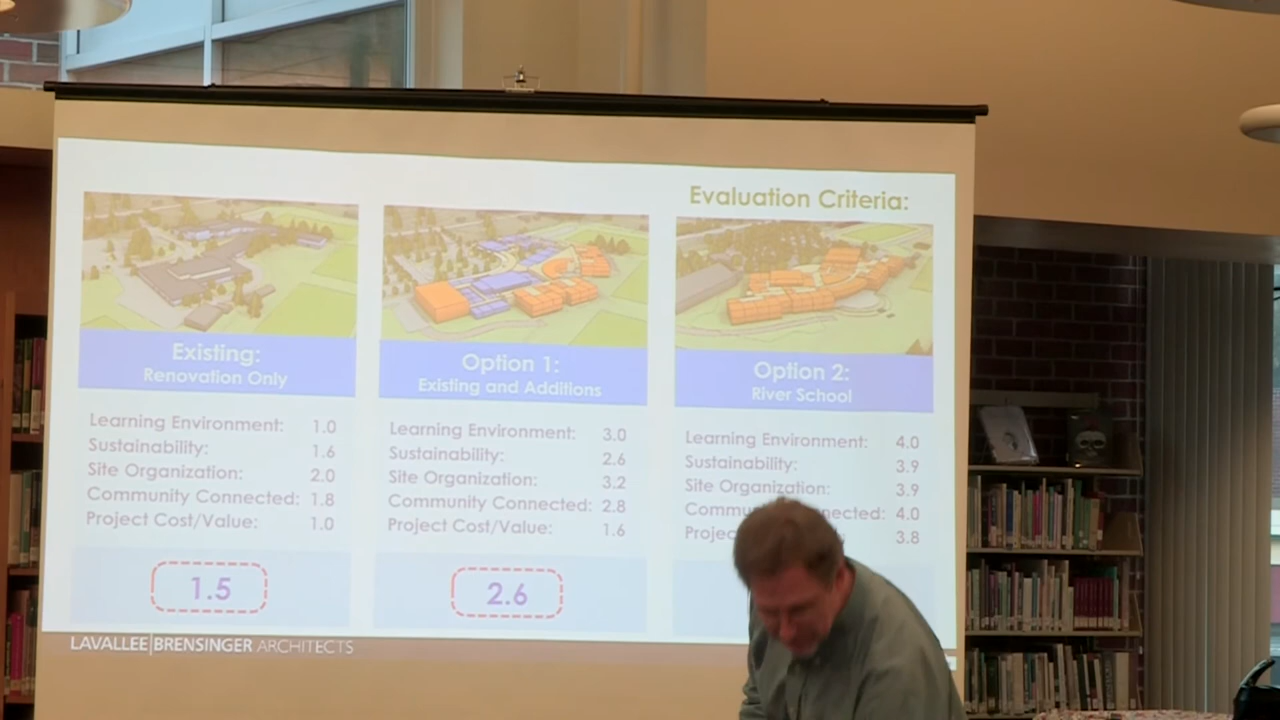 Evaluation Criteria:
Existing:
Renovation Only
Learning Environment: 1.0
Sustainability: 1.6
Site Organization: 2.0
Community Connected: 1.8
Project Cost/Value: 1.0
1.5
Option 1:
Existing and Additions
Learning Environment: 3.0
Sustainability: 2.6
Site Organization: 3.2
Community Connected: 2.8
Project Cost/Value: 1.6
2.6
Option 2:
River School
Learning Environment: 4.0
Sustainability: 3.9
Site Organization: 3.9
4.0
3.8
LAVALLEE|BRENSINGER ARCHITECTS